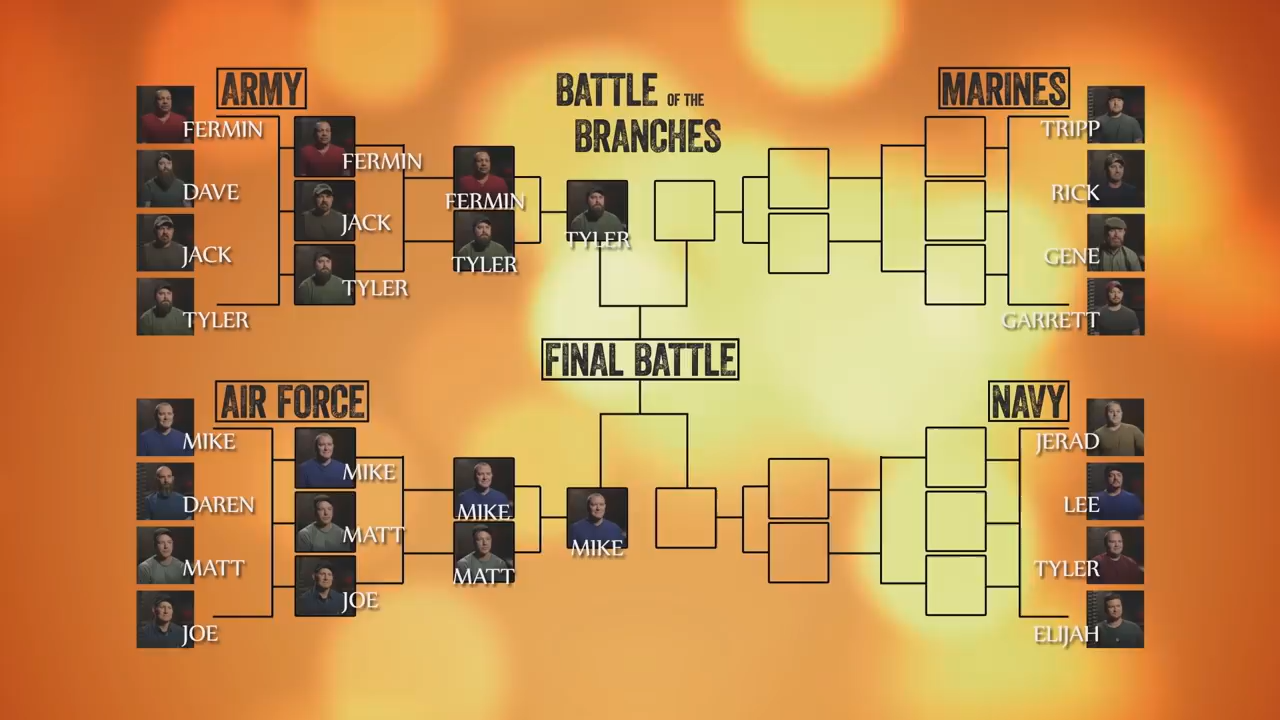 BATTLE OF THE
BRANCHES
ARMY
FERMIN
DAVE
JACK
TYLER
FERMIN
JACK
TYLER
FERMIN
TYLER
TYLER
MARINES
TRIPP
RICK
GENE
GARRETT
FINAL BATTLE
AIR FORCE
MIKE
DAREN
MATT
JOE
MIKE
MATT
JOE
MIKE
MATT
MIKE
NAVY
JERAD
LEE
TYLER
ELIJAH